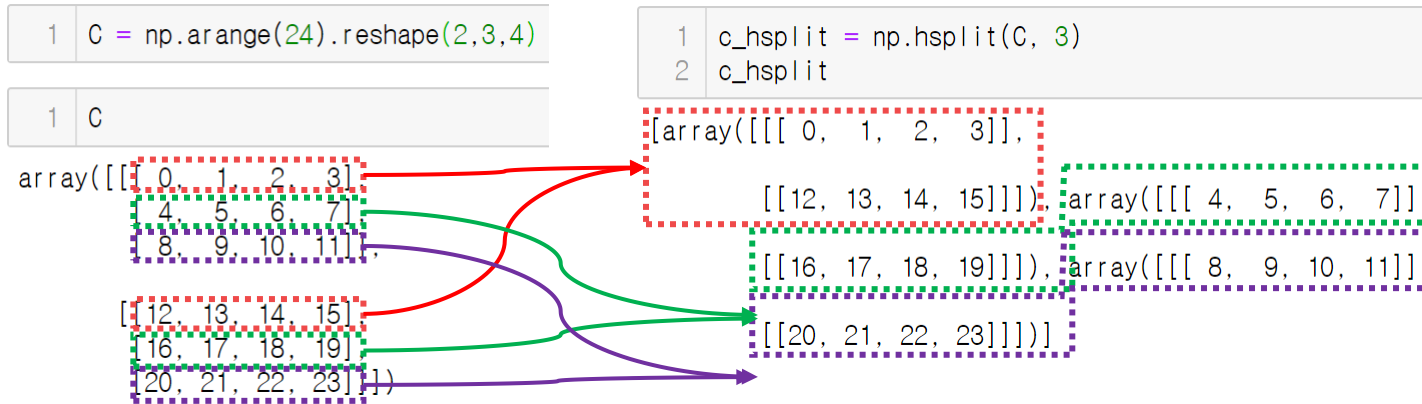 1 C = np.arange(24).reshape(2,3,4)
1 C
array([[[ 0, 1, 2, 3],
[ 4, 5, 6, 7],
[ 8, 9, 10, 11]],
[[12, 13, 14, 15],
[16, 17, 18, 19],
[20, 21, 22, 23]]])
1 c_hsplit = np.hsplit(C, 3)
2 c_hsplit
[array([[[ 0, 1, 2, 3]],
[[12, 13, 14, 15]]]), array([[[ 4, 5, 6, 7]]
[[16, 17, 18, 19]]]), array([[[ 8, 9, 10, 11]]
[[20, 21, 22, 23]]])]